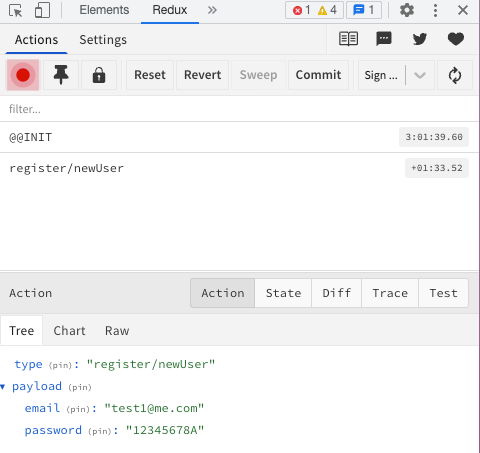 Elements Redux » 1 4 1
Actions Settings
Reset Revert Sweep Commit Sign ...
filter...
@@INIT 3:01:39.60
register/newUser +01:33.52
Action Action State Diff Trace Test
Tree Chart Raw
type (pin): "register/newUser"
payload (pin)
email (pin): "test1@me.com"
password (pin): "12345678A"